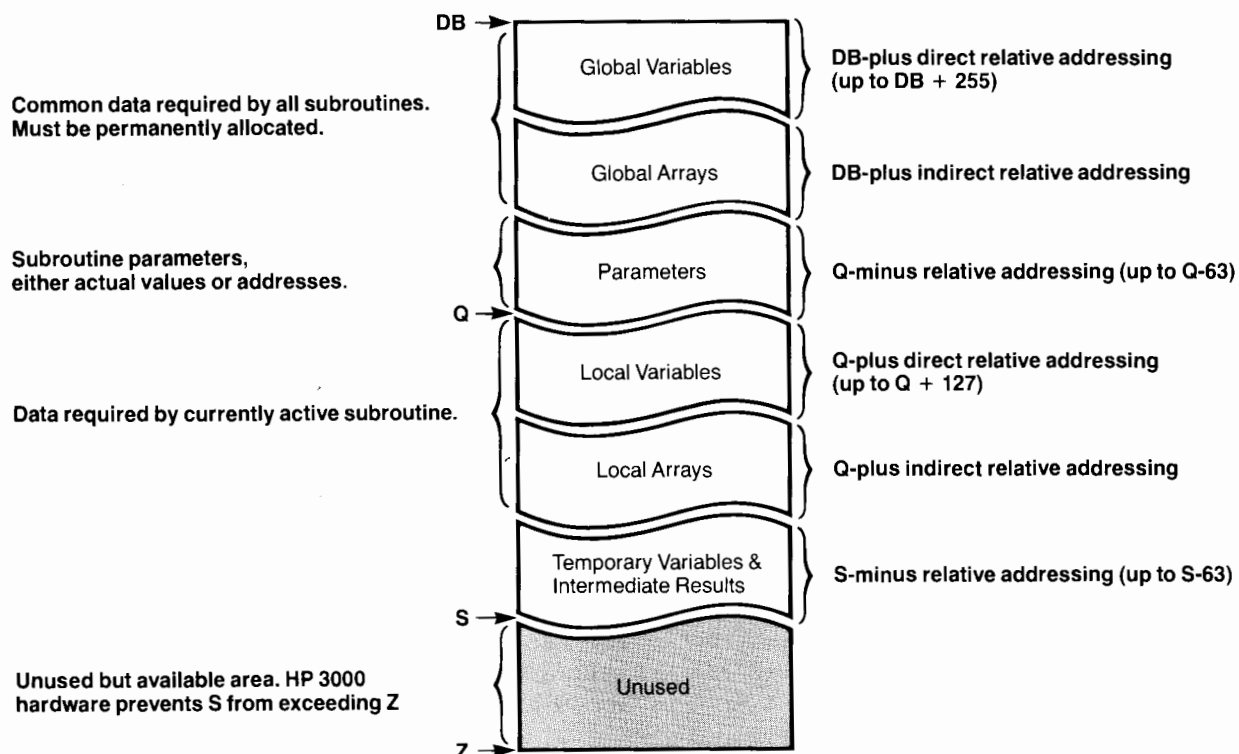 DB
Global Variables
DB-plus direct relative addressing
(up to DB + 255)
Common data required by all subroutines.
Must be permanently allocated.
Global Arrays
DB-plus indirect relative addressing
Subroutine parameters,
either actual values or addresses.
Parameters
Q-minus relative addressing (up to Q-63)
Q
Local Variables
Q-plus direct relative addressing
(up to Q + 127)
Data required by currently active subroutine.
Local Arrays
Q-plus indirect relative addressing
Temporary Variables &
Intermediate Results
S-minus relative addressing (up to S-63)
S
Unused but available area. HP 3000
hardware prevents S from exceeding Z
Unused
Z